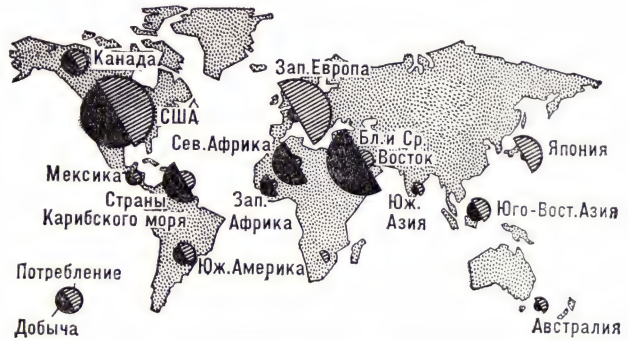 Канада
Зап. Европа
США
Сев. Африка
Бл. и Ср.
Восток
Япония
Мексика
Страны
Карибского моря
Зап.
Африка
Юж.
Азия
Юго-Вост. Азия
Юж. Америка
Потребление
Добыча
Австралия